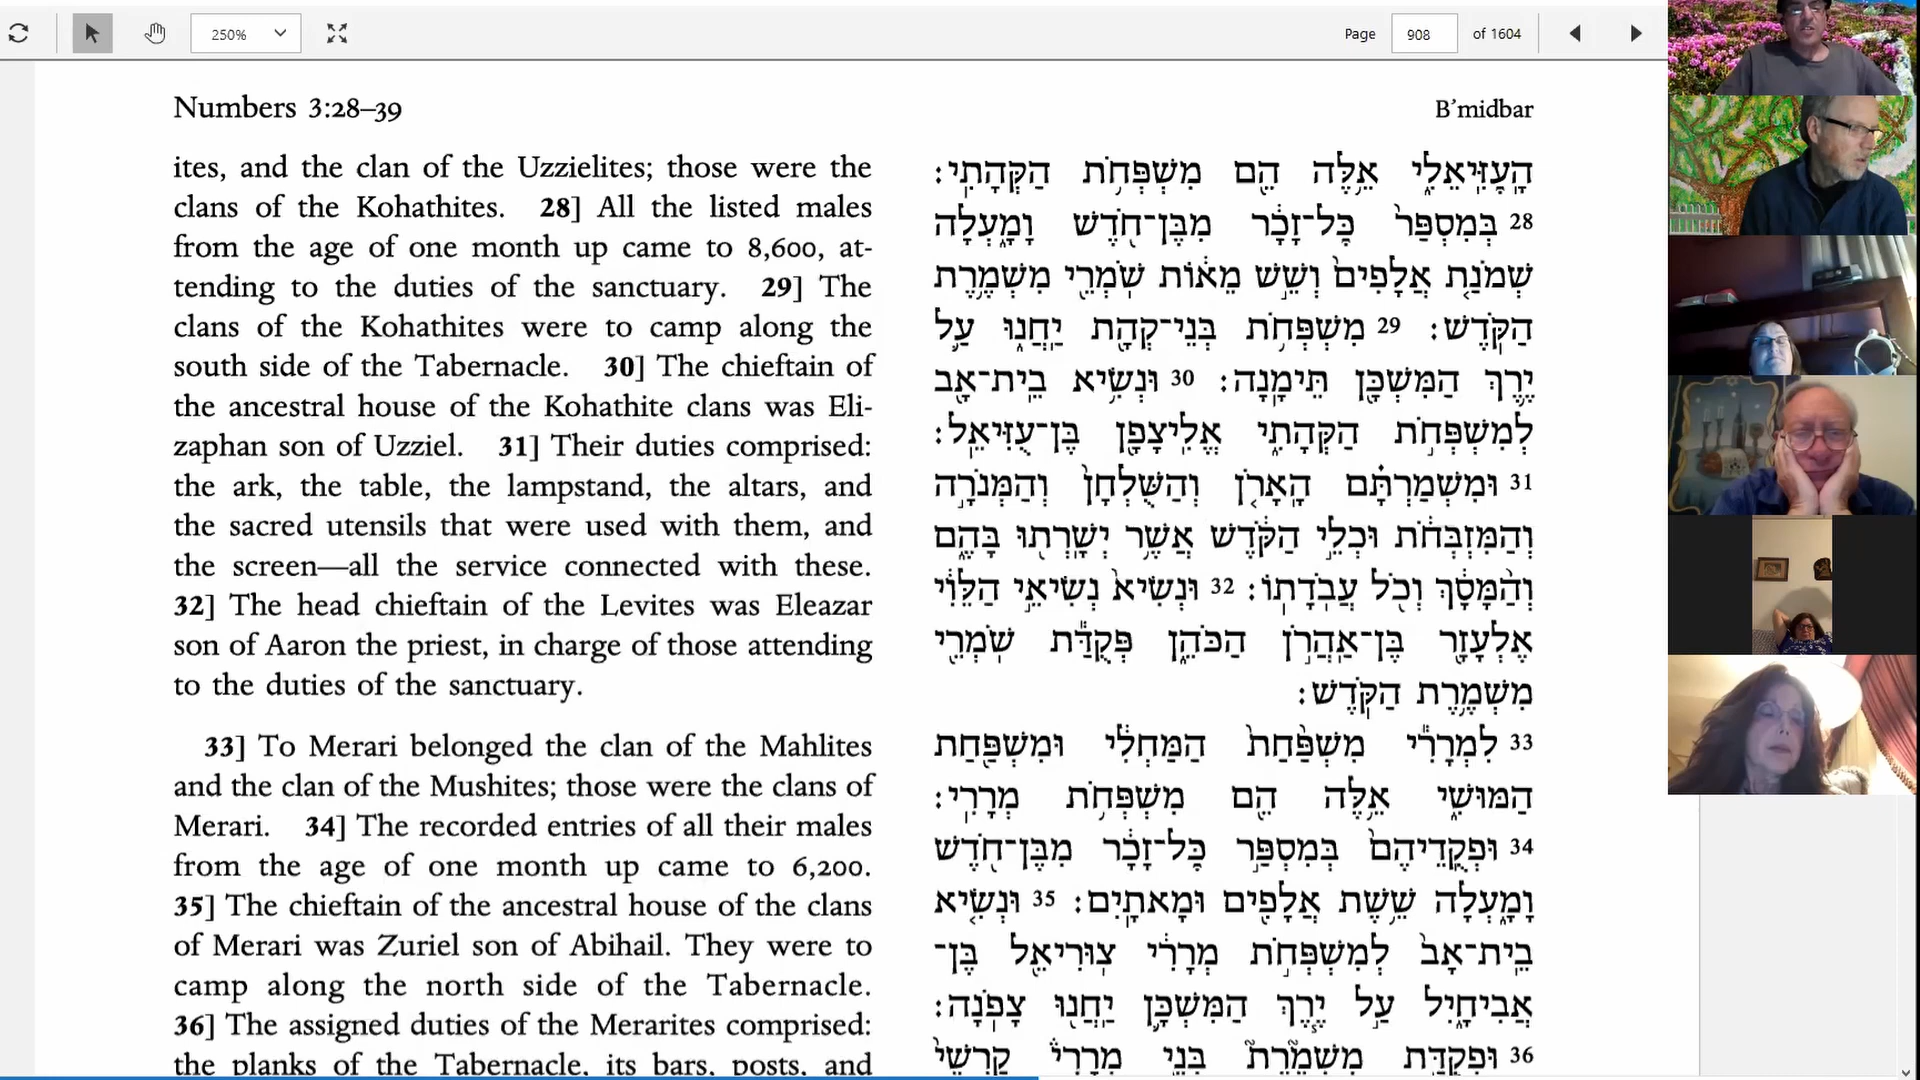 250%
Page 908 of 1604
Numbers 3:28–39
B’midbar
ites, and the clan of the Uzzielites; those were the
clans of the Kohathites. 28] All the listed males
from the age of one month up came to 8,600, at-
tending to the duties of the sanctuary. 29] The
clans of the Kohathites were to camp along the
south side of the Tabernacle. 30] The chieftain of
the ancestral house of the Kohathite clans was Eli-
zaphan son of Uzziel. 31] Their duties comprised:
the ark, the table, the lampstand, the altars, and
the sacred utensils that were used with them, and
the screen—all the service connected with these.
32] The head chieftain of the Levites was Eleazar
son of Aaron the priest, in charge of those attending
to the duties of the sanctuary.
33] To Merari belonged the clan of the Mahlites
and the clan of the Mushites; those were the clans of
Merari. 34] The recorded entries of all their males
from the age of one month up came to 6,200.
35] The chieftain of the ancestral house of the clans
of Merari was Zuriel son of Abihail. They were to
camp along the north side of the Tabernacle.
36] The assigned duties of the Merarites comprised:
the planks of the Tabernacle, its bars, posts, and
הָֽעׇזִּֽיאֵלִ֑י אֵ֥לֶּה הֵ֖ם מִשְׁפְּחֹ֥ת הַקְּהָתִֽי׃
28 בְּמִסְפַּר֙ כׇּל־זָכָ֔ר מִבֶּן־חֹ֖דֶשׁ וָמָ֑עְלָה
שְׁמֹנַ֤ת אֲלָפִים֙ וְשֵׁ֣שׁ מֵא֔וֹת שֹׁמְרֵ֖י מִשְׁמֶ֥רֶת
הַקֹּֽדֶשׁ׃ 29 מִשְׁפְּחֹ֥ת בְּנֵי־קְהָ֖ת יַֽחֲנ֑וּ עַ֛ל
יֶ֥רֶךְ הַמִּשְׁכָּ֖ן תֵּימָֽנָה׃ 30 וּנְשִׂ֥יא בֵֽית־אָ֖ב
לְמִשְׁפְּחֹ֣ת הַקְּהָתִ֑י אֱלִיצָפָ֖ן בֶּן־עֻזִּיאֵֽל׃
31 וּמִשְׁמַרְתָּ֗ם הָֽאָרֹ֤ן וְהַשֻּׁלְחָן֙ וְהַמְּנֹרָ֣ה
וְהַֽמִּזְבְּחֹ֔ת וּכְלֵ֣י הַקֹּ֔דֶשׁ אֲשֶׁ֥ר יְשָֽׁרְת֖וּ בָּהֶ֑ם
וְהַ֨מָּסָ֔ךְ וְכֹ֖ל עֲבֹֽדָתֽוֹ׃ 32 וּנְשִׂיא֙ נְשִׂיאֵ֣י הַלֵּוִ֔י
אֶלְעָזָ֖ר בֶּן־אַֽהֲרֹ֣ן הַכֹּהֵ֑ן פְּקֻדַּ֕ת שֹֽׁמְרֵ֖י
מִשְׁמֶ֥רֶת הַקֹּֽדֶשׁ׃
33 לִמְרָרִ֕י מִשְׁפַּ֙חַת֙ הַמַּחְלִ֔י וּמִשְׁפַּ֖חַת
הַמּוּשִׁ֑י אֵ֥לֶּה הֵ֖ם מִשְׁפְּחֹ֥ת מְרָרִֽי׃
34 וּפְקֻֽדֵיהֶם֙ בְּמִסְפַּ֣ר כׇּל־זָכָ֔ר מִבֶּן־חֹ֖דֶשׁ
וָמָ֑עְלָה שֵׁ֥שֶׁת אֲלָפִ֖ים וּמָאתָֽיִם׃ 35 וּנְשִׂ֤יא
בֵֽית־אָב֙ לְמִשְׁפְּחֹ֣ת מְרָרִ֔י צֽוּרִיאֵ֖ל בֶּן־
אֲבִיחָ֑יִל עַ֣ל יֶ֧רֶךְ הַמִּשְׁכָּ֛ן יַֽחֲנ֖וּ צָפֹֽנָה׃
36 וּפְקֻדַּ֣ת מִשְׁמֶ֘רֶת֮ בְּנֵ֣י מְרָרִי֒ קַרְשֵׁי֙